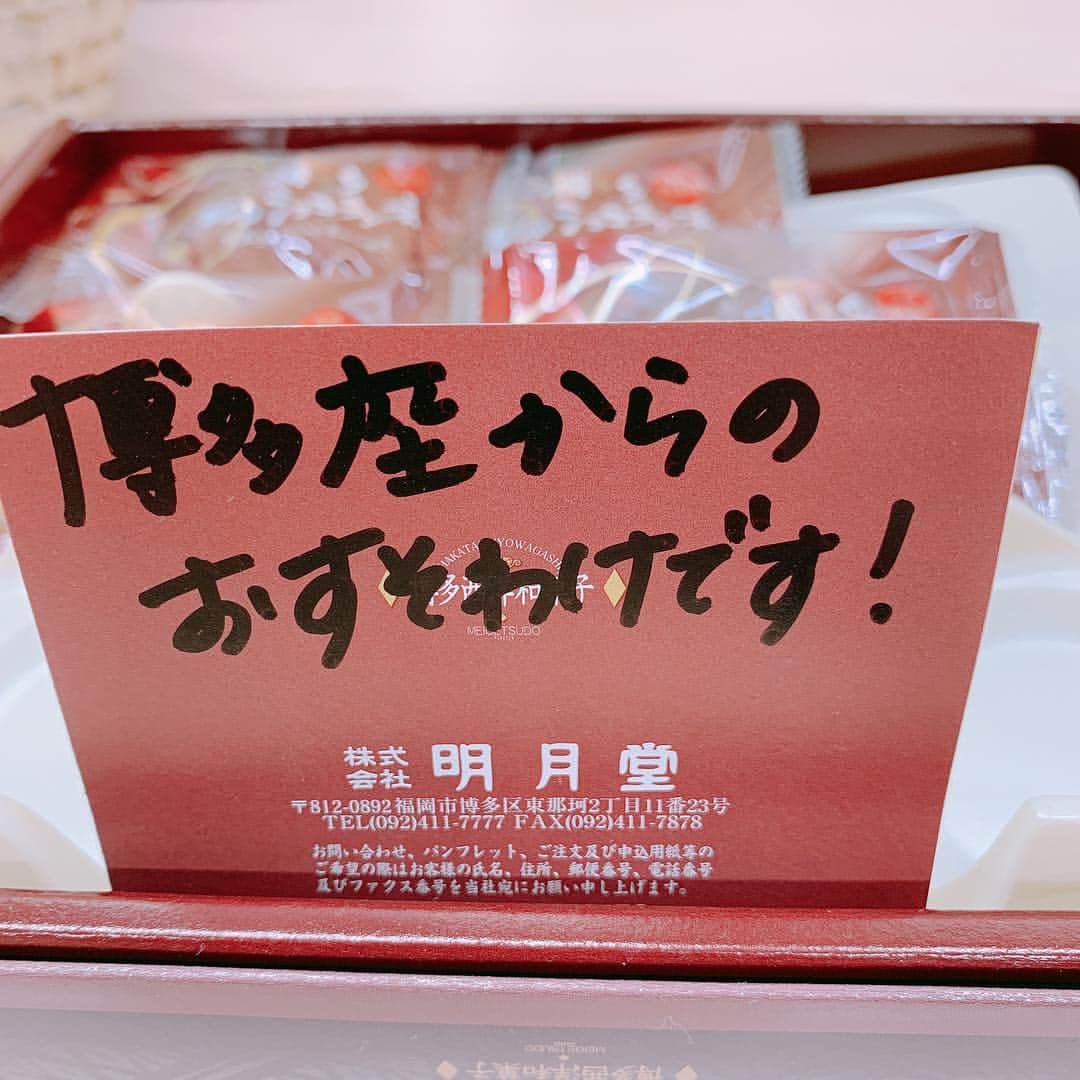 博多座からの
おすそわけです!
MEIGETSUDO
株式会社 明月堂
〒812-0892 福岡市博多区東那珂2丁目11番23号
TEL(092)411-7777 FAX(092)411-7878
お問い合わせ、パンフレット、ご注文及び申込用紙等の
ご希望の際はお客様の氏名、住所、郵便番号、電話番号
及びファックス番号を当社宛にお願い申し上げます。
博多西洋和菓子